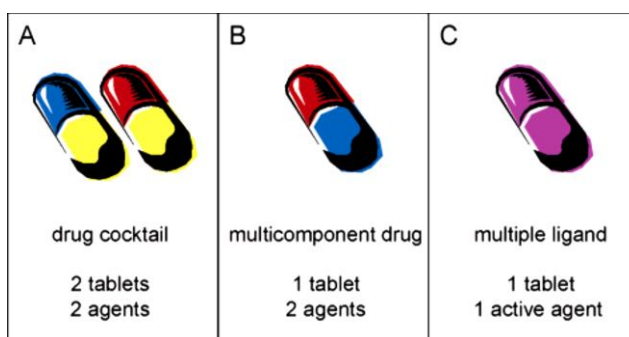 A
drug cocktail
2 tablets
2 agents
B
multicomponent drug
1 tablet
2 agents
C
multiple ligand
1 tablet
1 active agent